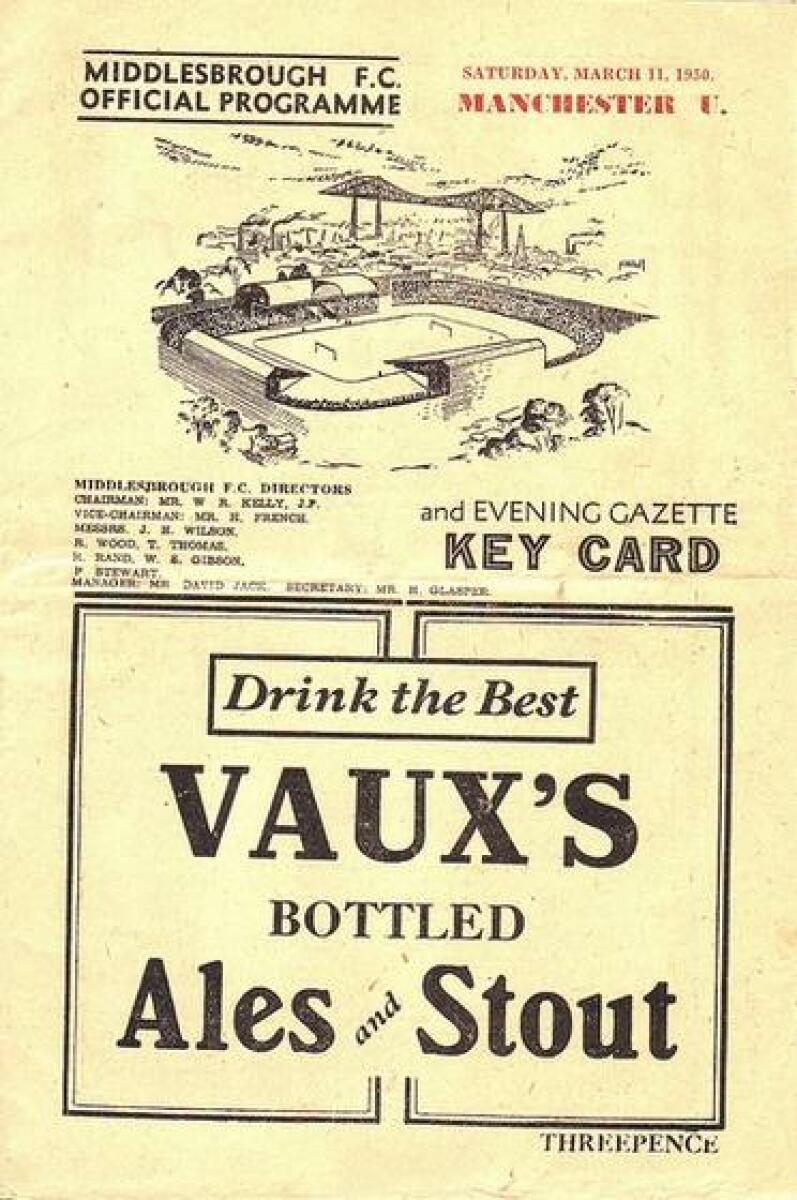 MIDDLESBROUGH F.C.
OFFICIAL PROGRAMME
SATURDAY, MARCH 11, 1950.
MANCHESTER U.
MIDDLESBROUGH F.C. DIRECTORS
CHAIRMAN: MR. W. R. KELLY, J.P.
VICE-CHAIRMAN: MR. H. FRENCH.
MESSRS. J. H. WILSON,
R. WOOD, T. THOMAS,
H. RAND, W. S. GIBSON,
P STEWART.
MANAGER: MR DAVID JACK. SECRETARY: MR. H. GLASPER.
and EVENING GAZETTE
KEY CARD
Drink the Best
VAUX'S
BOTTLED
Ales and Stout
THREEPENCE